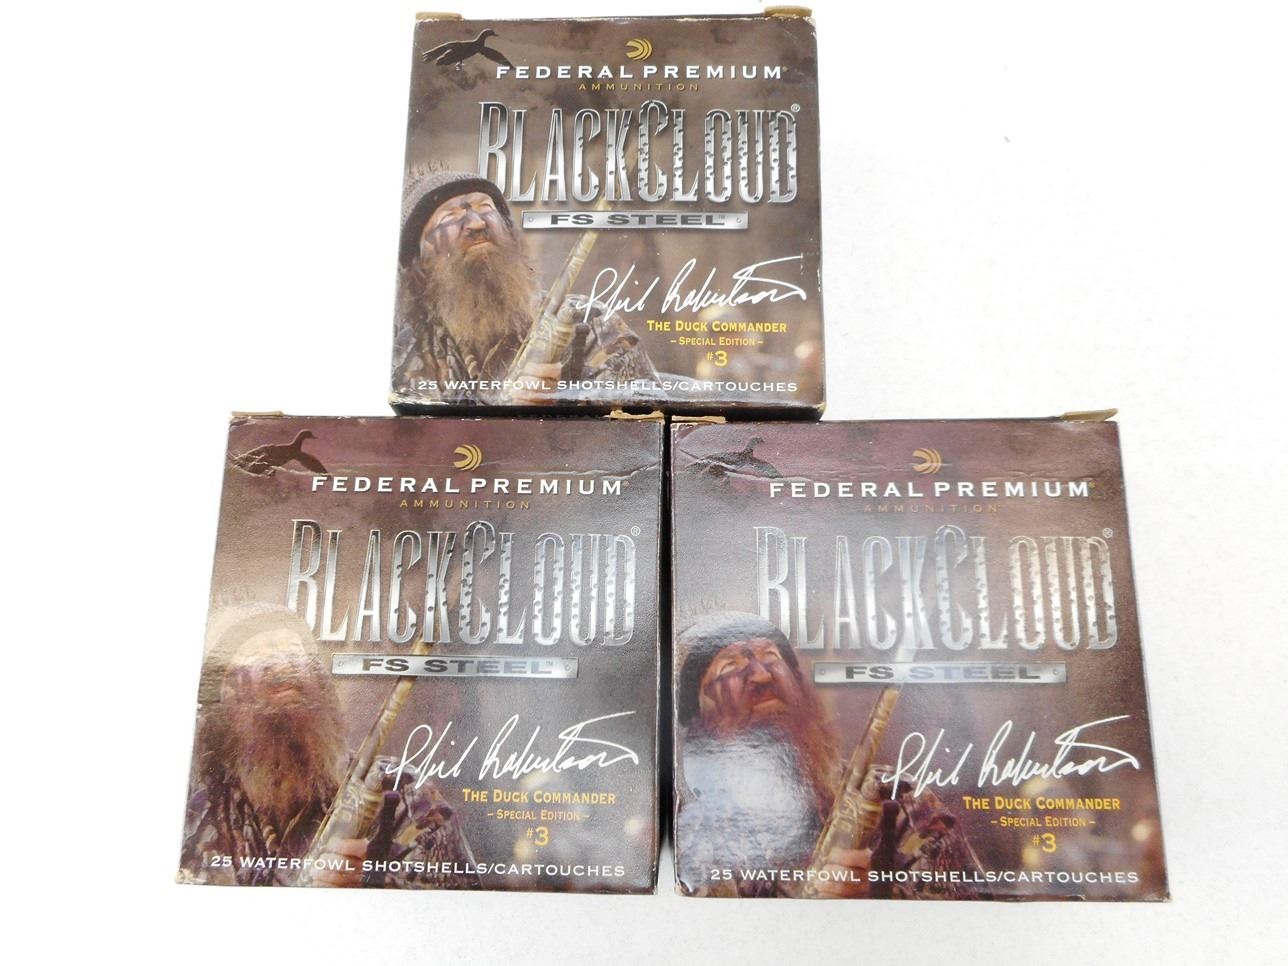 FEDERAL PREMIUM®
AMMUNITION
BLACKCLOUD®
FS STEEL™
Phil Robertson
THE DUCK COMMANDER
– SPECIAL EDITION –
#3
25 WATERFOWL SHOTSHELLS/CARTOUCHES
FEDERAL PREMIUM®
AMMUNITION
BLACKCLOUD®
FS STEEL™
Phil Robertson
THE DUCK COMMANDER
– SPECIAL EDITION –
#3
25 WATERFOWL SHOTSHELLS/CARTOUCHES
FEDERAL PREMIUM®
AMMUNITION
BLACKCLOUD®
FS STEEL
Phil Robertson
THE DUCK COMMANDER
– SPECIAL EDITION –
#3
25 WATERFOWL SHOTSHELLS/CARTOUCHES